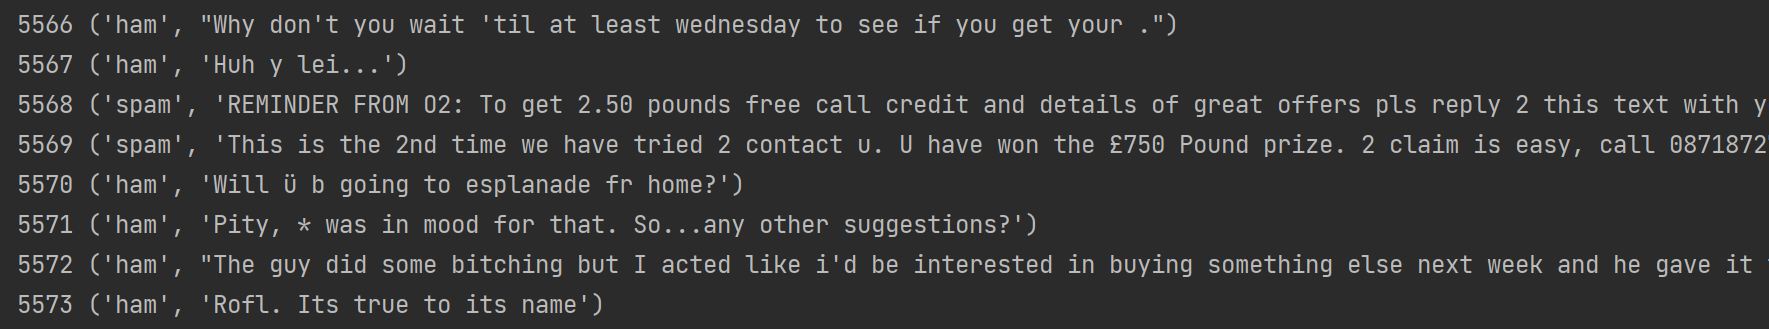 5566 ('ham', "Why don't you wait 'til at least wednesday to see if you get your .")
5567 ('ham', 'Huh y lei...')
5568 ('spam', 'REMINDER FROM O2: To get 2.50 pounds free call credit and details of great offers pls reply 2 this text with y
5569 ('spam', 'This is the 2nd time we have tried 2 contact u. U have won the £750 Pound prize. 2 claim is easy, call 0871872
5570 ('ham', 'Will Ü b going to esplanade fr home?')
5571 ('ham', 'Pity, * was in mood for that. So...any other suggestions?')
5572 ('ham', "The guy did some bitching but I acted like i'd be interested in buying something else next week and he gave it
5573 ('ham', 'Rofl. Its true to its name')